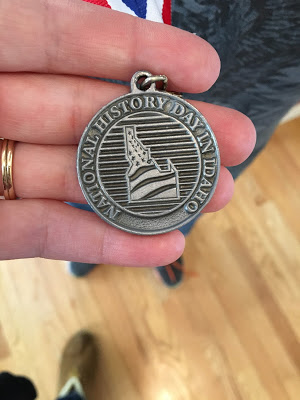 NATIONAL HISTORY DAY IN IDAHO